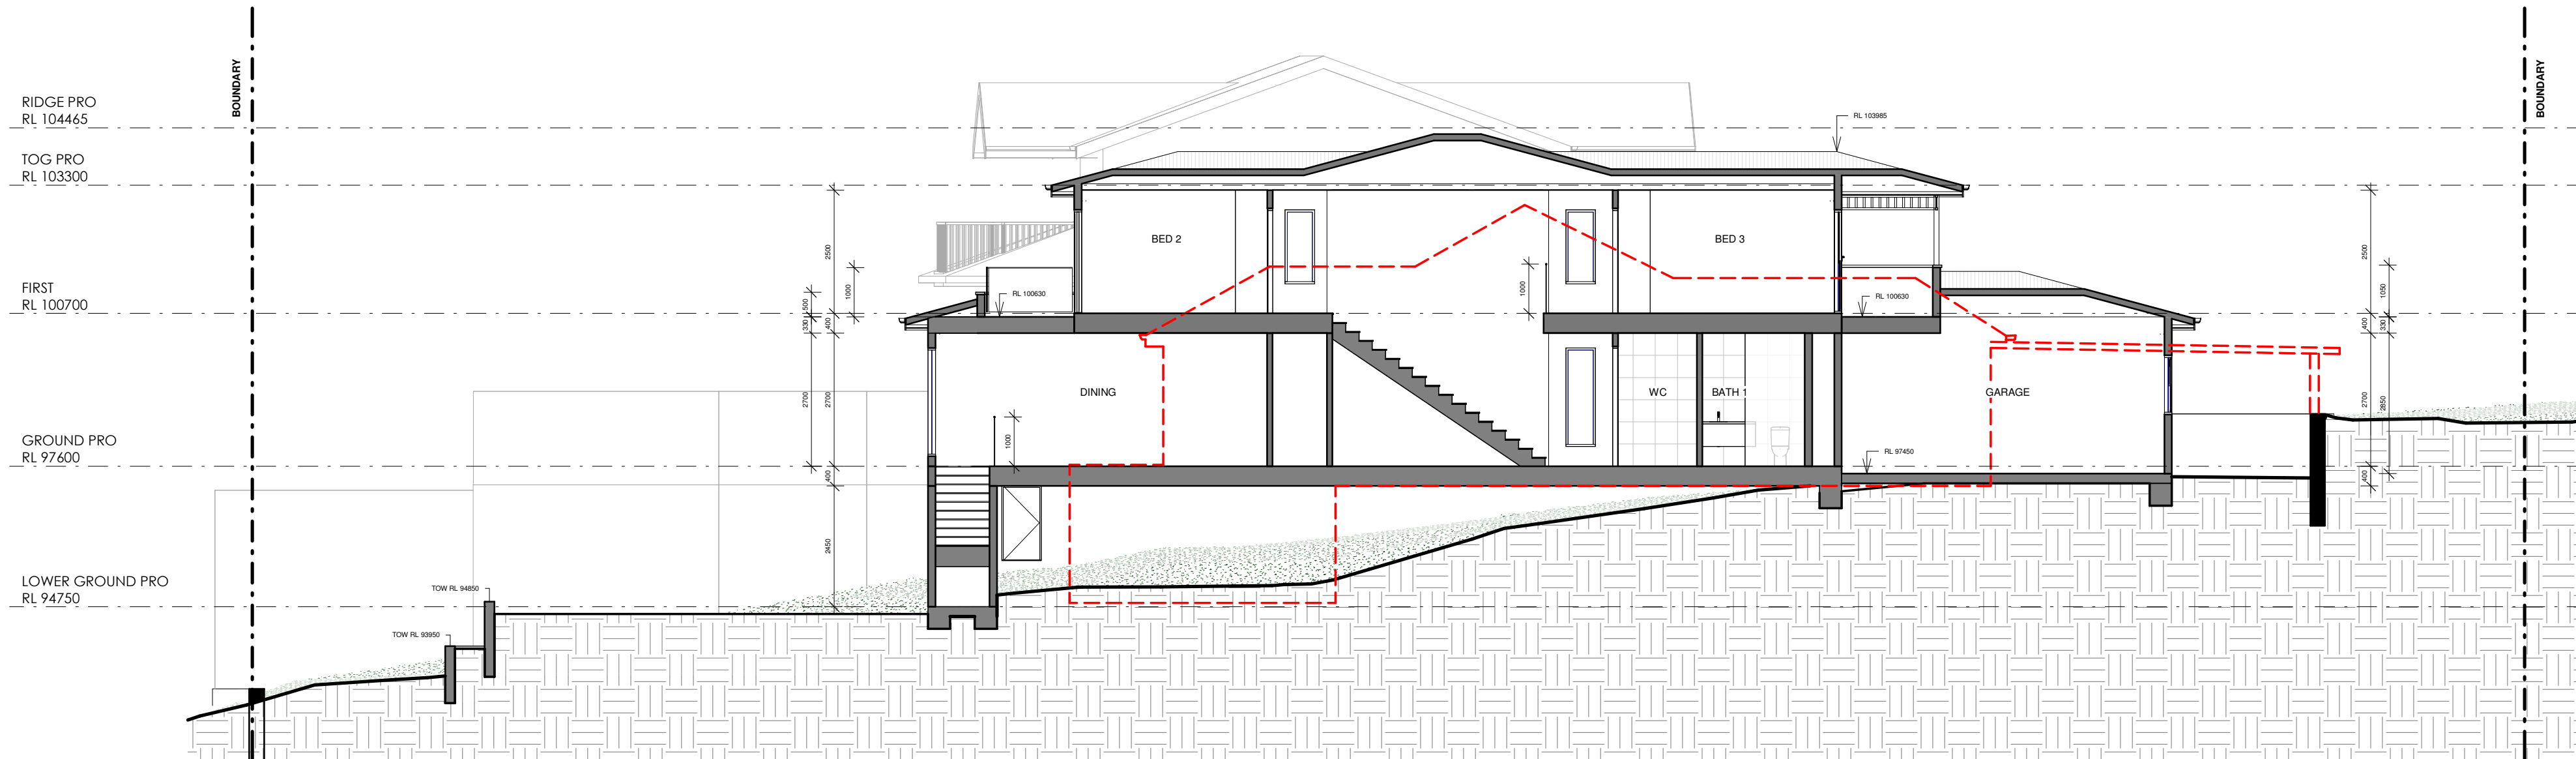 RIDGE PRO
RL 104465
TOG PRO
RL 103300
FIRST
RL 100700
GROUND PRO
RL 97600
LOWER GROUND PRO
RL 94750
BOUNDARY
BOUNDARY
RL 103985
BED 2
BED 3
RL 100630
RL 100630
DINING
WC
BATH 1
GARAGE
RL 97450
TOW RL 94850
TOW RL 93950
500
330
2700
2500
400
2700
400
2450
1000
1000
1000
2500
400
2700
400
1050
330
2850